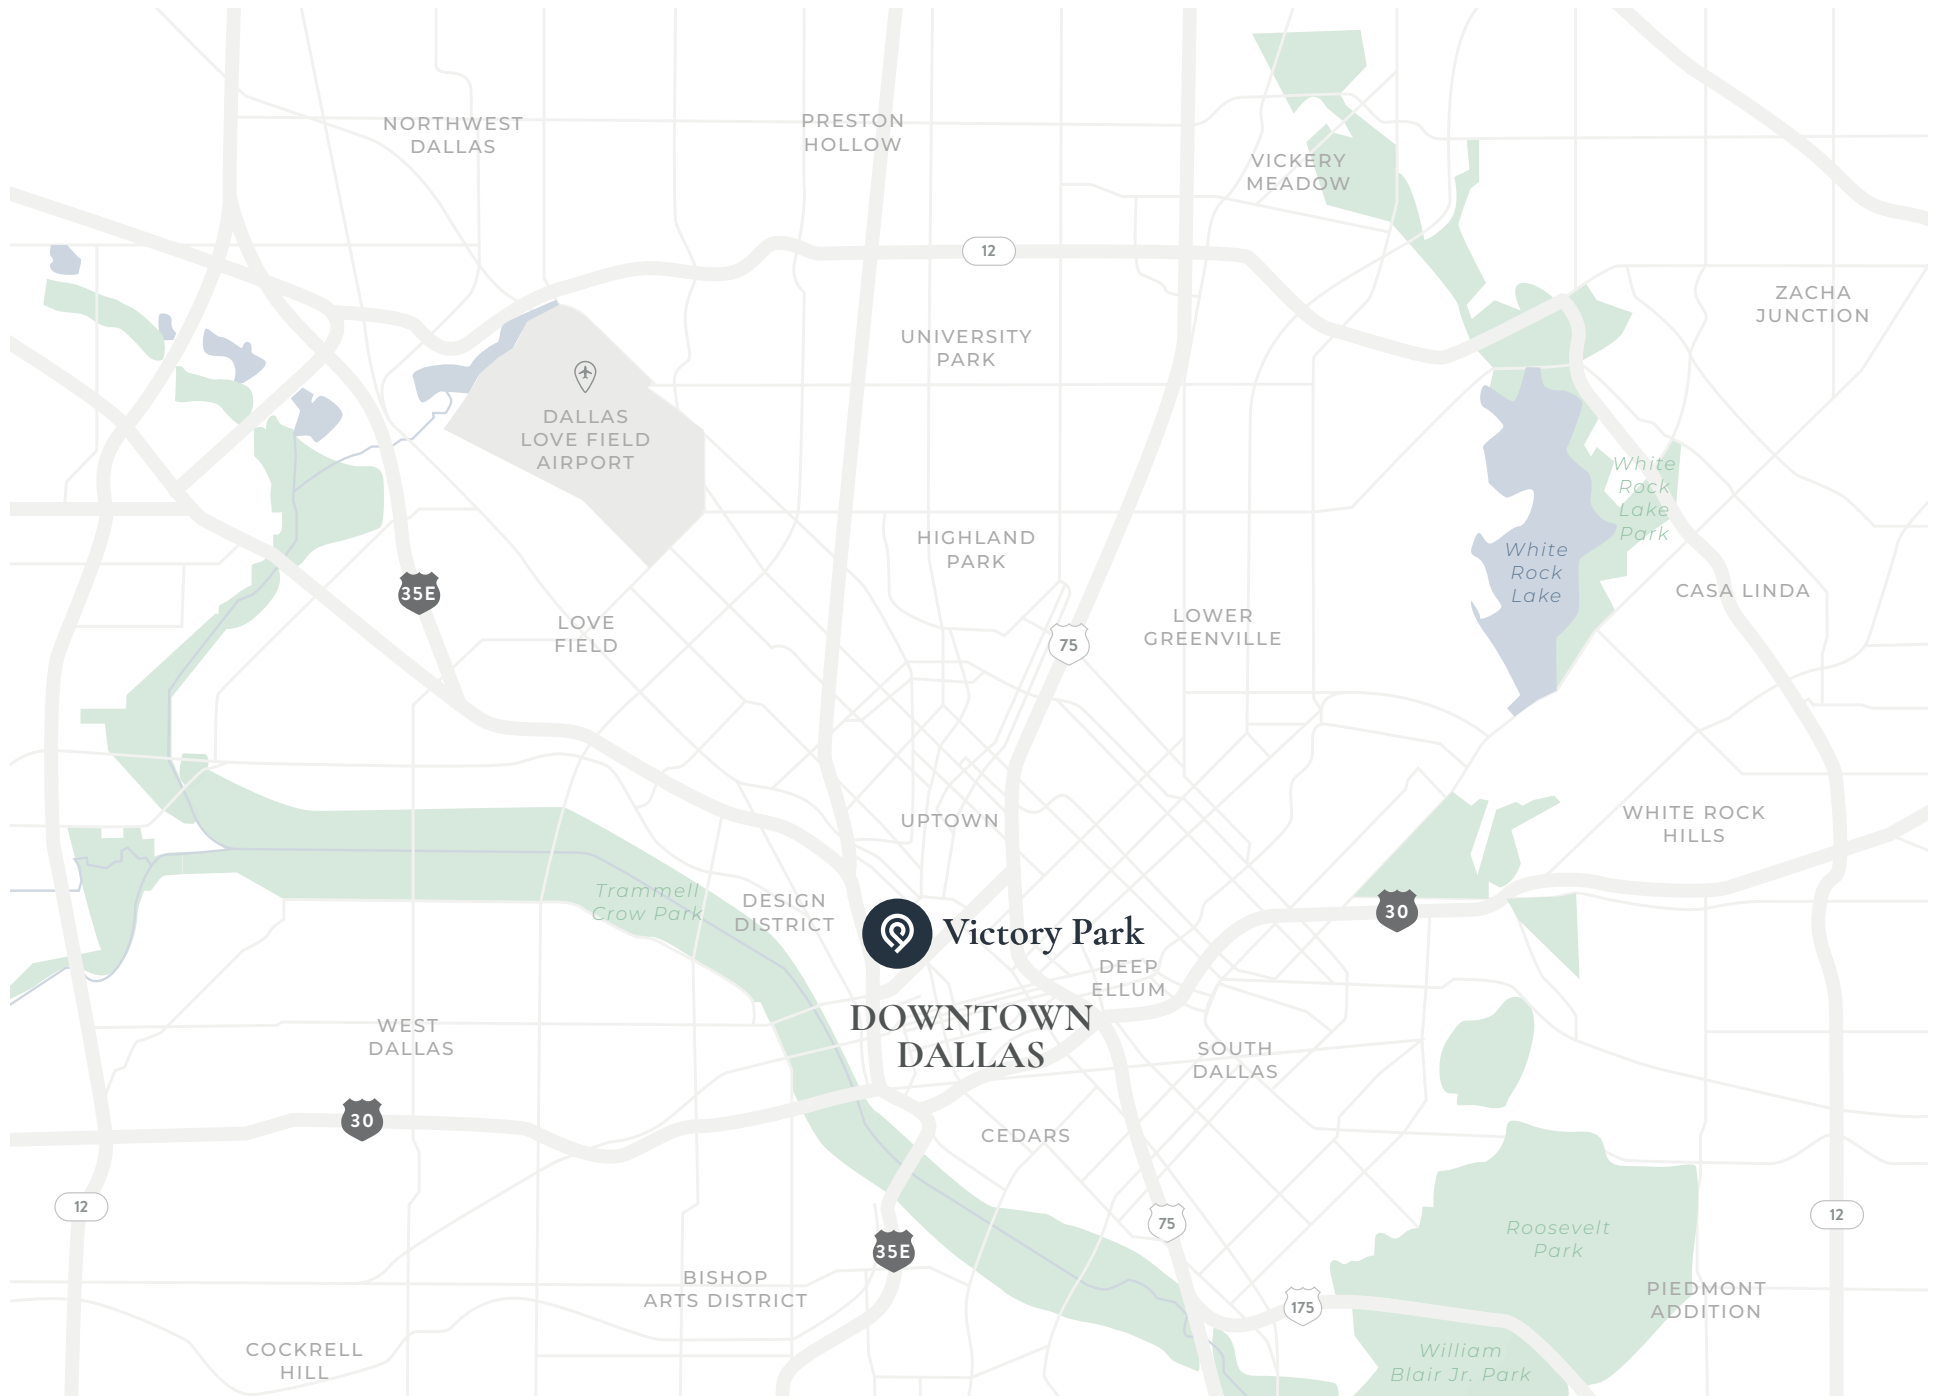 NORTHWEST
DALLAS
PRESTON
HOLLOW
VICKERY
MEADOW
12
ZACHA
JUNCTION
UNIVERSITY
PARK
DALLAS
LOVE FIELD
AIRPORT
White
Rock
Lake
Park
HIGHLAND
PARK
White
Rock
Lake
CASA LINDA
35E
LOVE
FIELD
75
LOWER
GREENVILLE
UPTOWN
WHITE ROCK
HILLS
Trammell
Crow Park
DESIGN
DISTRICT
Victory Park
30
DEEP
ELLUM
DOWNTOWN
DALLAS
WEST
DALLAS
SOUTH
DALLAS
30
CEDARS
12
75
12
Roosevelt
Park
35E
BISHOP
ARTS DISTRICT
175
PIEDMONT
ADDITION
COCKRELL
HILL
William
Blair Jr. Park